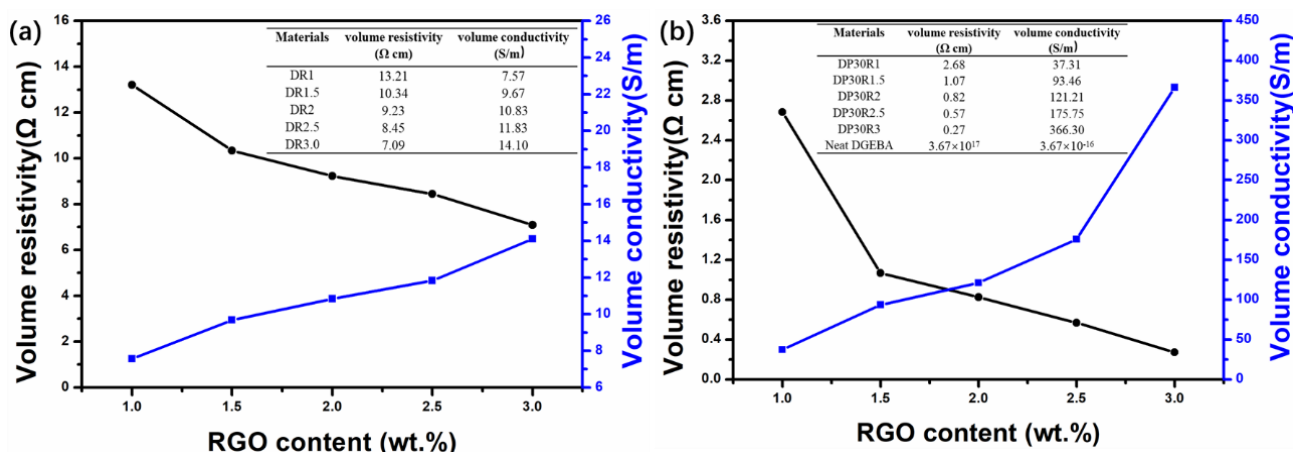 (a)
Volume resistivity(Ω cm)
16
14
12
10
8
6
4
2
0
Materials volume resistivity volume conductivity
(Ω cm) (S/m)
DR1 13.21 7.57
DR1.5 10.34 9.67
DR2 9.23 10.83
DR2.5 8.45 11.83
DR3.0 7.09 14.10
26
24
22
20
18
16
14
12
10
8
6
Volume conductivity(S/m)
1.0 1.5 2.0 2.5 3.0
RGO content (wt.%)
(b)
Volume resistivity(Ω cm)
3.6
3.2
2.8
2.4
2.0
1.6
1.2
0.8
0.4
0.0
Materials volume resistivity volume conductivity
(Ω cm) (S/m)
DP30R1 2.68 37.31
DP30R1.5 1.07 93.46
DP30R2 0.82 121.21
DP30R2.5 0.57 175.75
DP30R3 0.27 366.30
Neat DGEBA 3.67×10¹⁷ 3.67×10⁻¹⁶
450
400
350
300
250
200
150
100
50
0
Volume conductivity(S/m)
1.0 1.5 2.0 2.5 3.0
RGO content (wt.%)